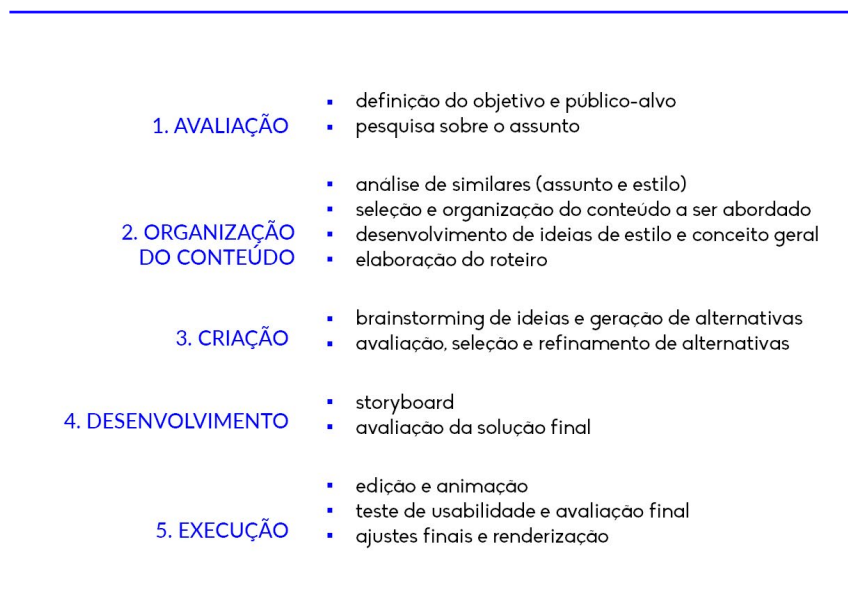 1. AVALIAÇÃO
definição do objetivo e público-alvo
pesquisa sobre o assunto
2. ORGANIZAÇÃO
DO CONTEÚDO
análise de similares (assunto e estilo)
seleção e organização do conteúdo a ser abordado
desenvolvimento de ideias de estilo e conceito geral
elaboração do roteiro
3. CRIAÇÃO
brainstorming de ideias e geração de alternativas
avaliação, seleção e refinamento de alternativas
4. DESENVOLVIMENTO
storyboard
avaliação da solução final
5. EXECUÇÃO
edição e animação
teste de usabilidade e avaliação final
ajustes finais e renderização